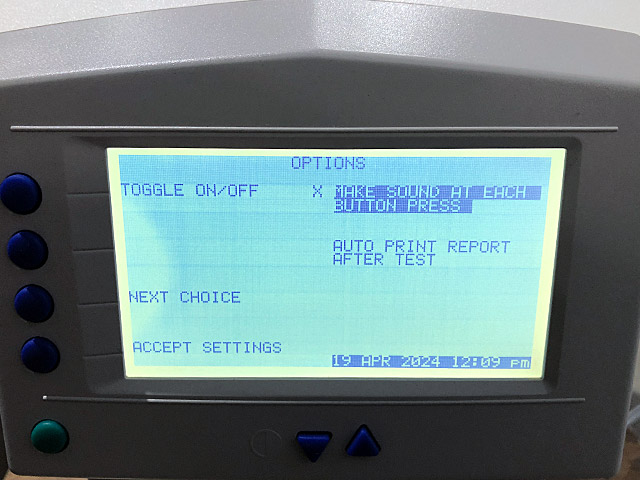 OPTIONS
TOGGLE ON/OFF X MAKE SOUND AT EACH
BUTTON PRESS
AUTO PRINT REPORT
AFTER TEST
NEXT CHOICE
ACCEPT SETTINGS
19 APR 2024 12:09 pm